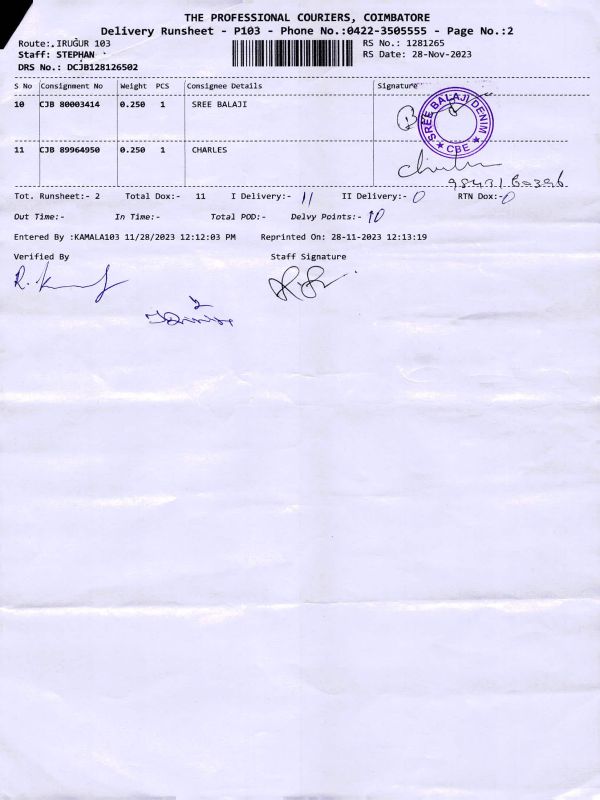 THE PROFESSIONAL COURIERS, COIMBATORE
Delivery Runsheet - P103 - Phone No.:0422-3505555 - Page No.:2
Route:.IRUGUR 103 RS No.: 1281265
Staff: STEPHAN RS Date: 28-Nov-2023
DRS No.: DCJB128126502
S No Consignment No Weight PCS Consignee Details Signature
10 CJB 80003414 0.250 1 SREE BALAJI
SREE BALAJI DENIM
★ CBE ★
11 CJB 89964950 0.250 1 CHARLES
Tot. Runsheet:- 2 Total Dox:- 11 I Delivery:- 11 II Delivery:- 0 RTN Dox:- 0
Out Time:- In Time:- Total POD:- Delvy Points:- 10
Entered By :KAMALA103 11/28/2023 12:12:03 PM Reprinted On: 28-11-2023 12:13:19
Verified By Staff Signature